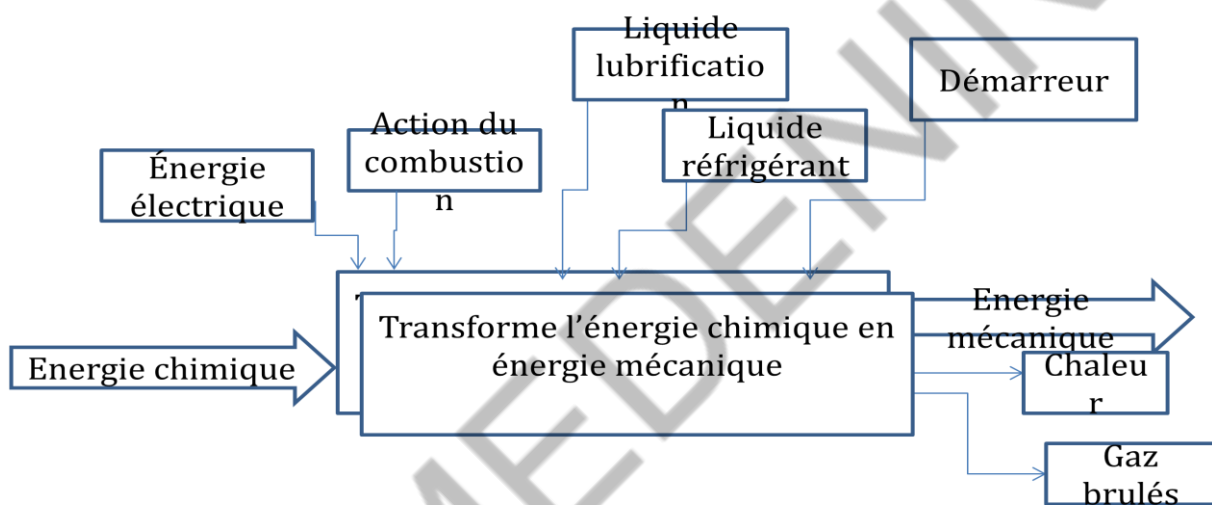 Liquide
lubrificatio
n
Démarreur
Action du
combustio
n
Liquide
réfrigérant
Énergie
électrique
Energie chimique
Transforme l’énergie chimique en
énergie mécanique
Energie
mécanique
Chaleu
r
Gaz
brulés
MEDENIN